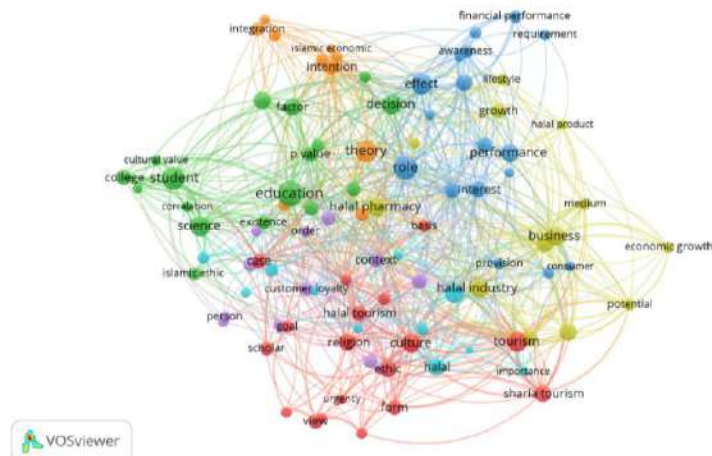 financial performance
integration
requirement
islamic economic
awareness
intention
effect
lifestyle
decision
factor
growth
halal product
p value
theory
performance
cultural value
role
college
student
interest
education
correlation
halal pharmacy
medium
science
existence
basis
order
business
economic growth
case
context
provision
consumer
islamic ethic
customer loyalty
halal industry
potential
person
halal tourism
goal
religion
culture
tourism
scholar
ethic
halal
importance
urgency
form
sharia tourism
view
VOSviewer